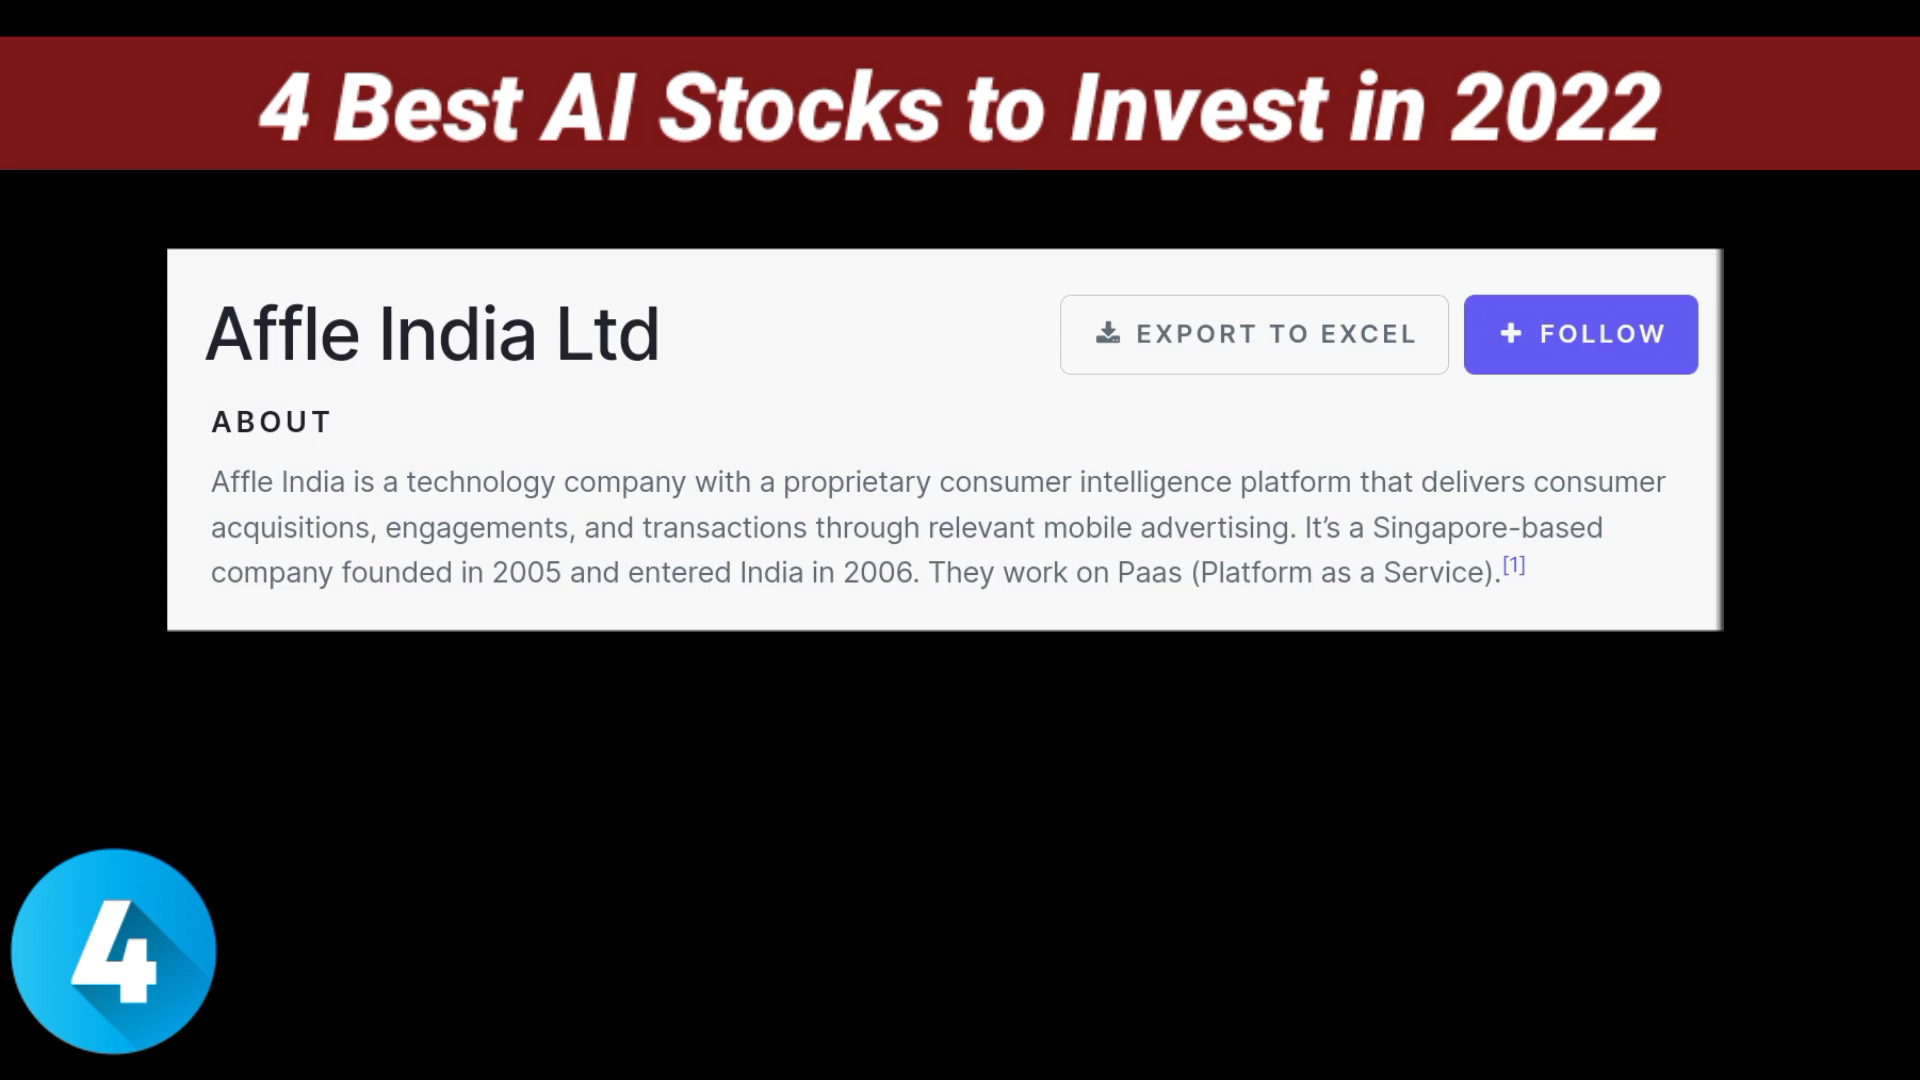 4 Best AI Stocks to Invest in 2022
Affle India Ltd
EXPORT TO EXCEL
FOLLOW
ABOUT
Affle India is a technology company with a proprietary consumer intelligence platform that delivers consumer
acquisitions, engagements, and transactions through relevant mobile advertising. It’s a Singapore-based
company founded in 2005 and entered India in 2006. They work on Paas (Platform as a Service).[1]
4